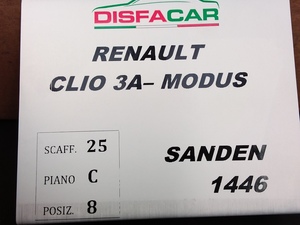 DISFACAR
RENAULT
CLIO 3A– MODUS
SCAFF. 25
PIANO C
POSIZ. 8
SANDEN
1446